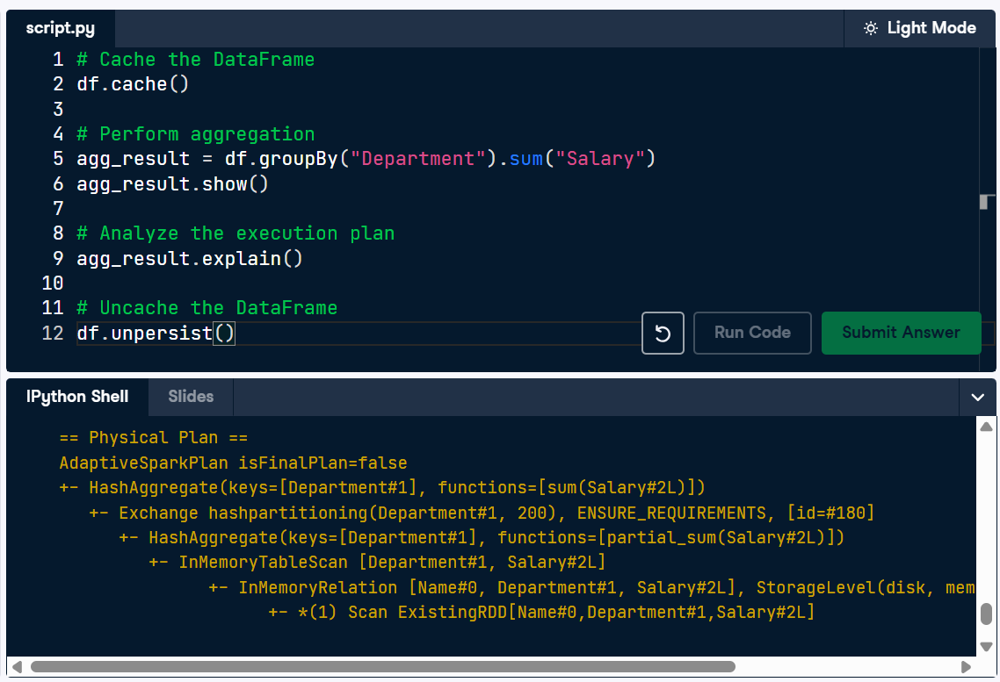 script.py
Light Mode
1 # Cache the DataFrame
2 df.cache()
3
4 # Perform aggregation
5 agg_result = df.groupBy("Department").sum("Salary")
6 agg_result.show()
7
8 # Analyze the execution plan
9 agg_result.explain()
10
11 # Uncache the DataFrame
12 df.unpersist()
Run Code
Submit Answer
IPython Shell
Slides
== Physical Plan ==
AdaptiveSparkPlan isFinalPlan=false
+- HashAggregate(keys=[Department#1], functions=[sum(Salary#2L)])
   +- Exchange hashpartitioning(Department#1, 200), ENSURE_REQUIREMENTS, [id=#180]
      +- HashAggregate(keys=[Department#1], functions=[partial_sum(Salary#2L)])
         +- InMemoryTableScan [Department#1, Salary#2L]
               +- InMemoryRelation [Name#0, Department#1, Salary#2L], StorageLevel(disk, mem
                     +- *(1) Scan ExistingRDD[Name#0,Department#1,Salary#2L]